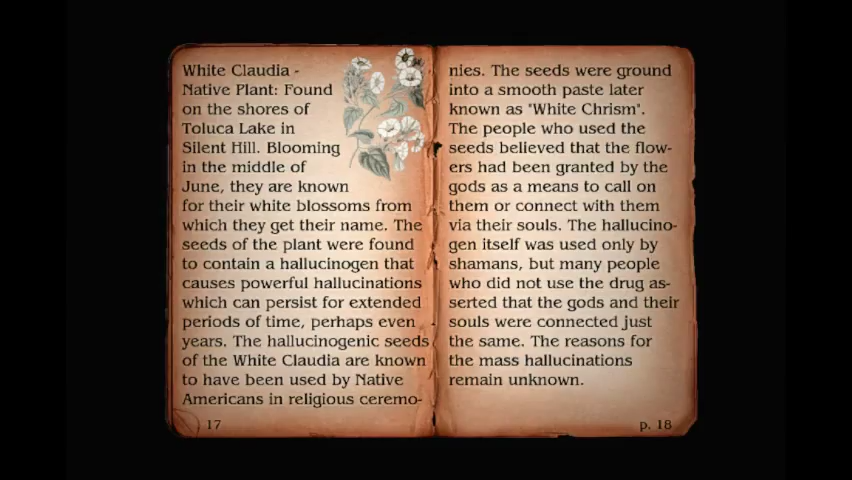 White Claudia -
Native Plant: Found
on the shores of
Toluca Lake in
Silent Hill. Blooming
in the middle of
June, they are known
for their white blossoms from
which they get their name. The
seeds of the plant were found
to contain a hallucinogen that
causes powerful hallucinations
which can persist for extended
periods of time, perhaps even
years. The hallucinogenic seeds
of the White Claudia are known
to have been used by Native
Americans in religious ceremo-
17
nies. The seeds were ground
into a smooth paste later
known as "White Chrism".
The people who used the
seeds believed that the flow-
ers had been granted by the
gods as a means to call on
them or connect with them
via their souls. The hallucino-
gen itself was used only by
shamans, but many people
who did not use the drug as-
serted that the gods and their
souls were connected just
the same. The reasons for
the mass hallucinations
remain unknown.
p. 18